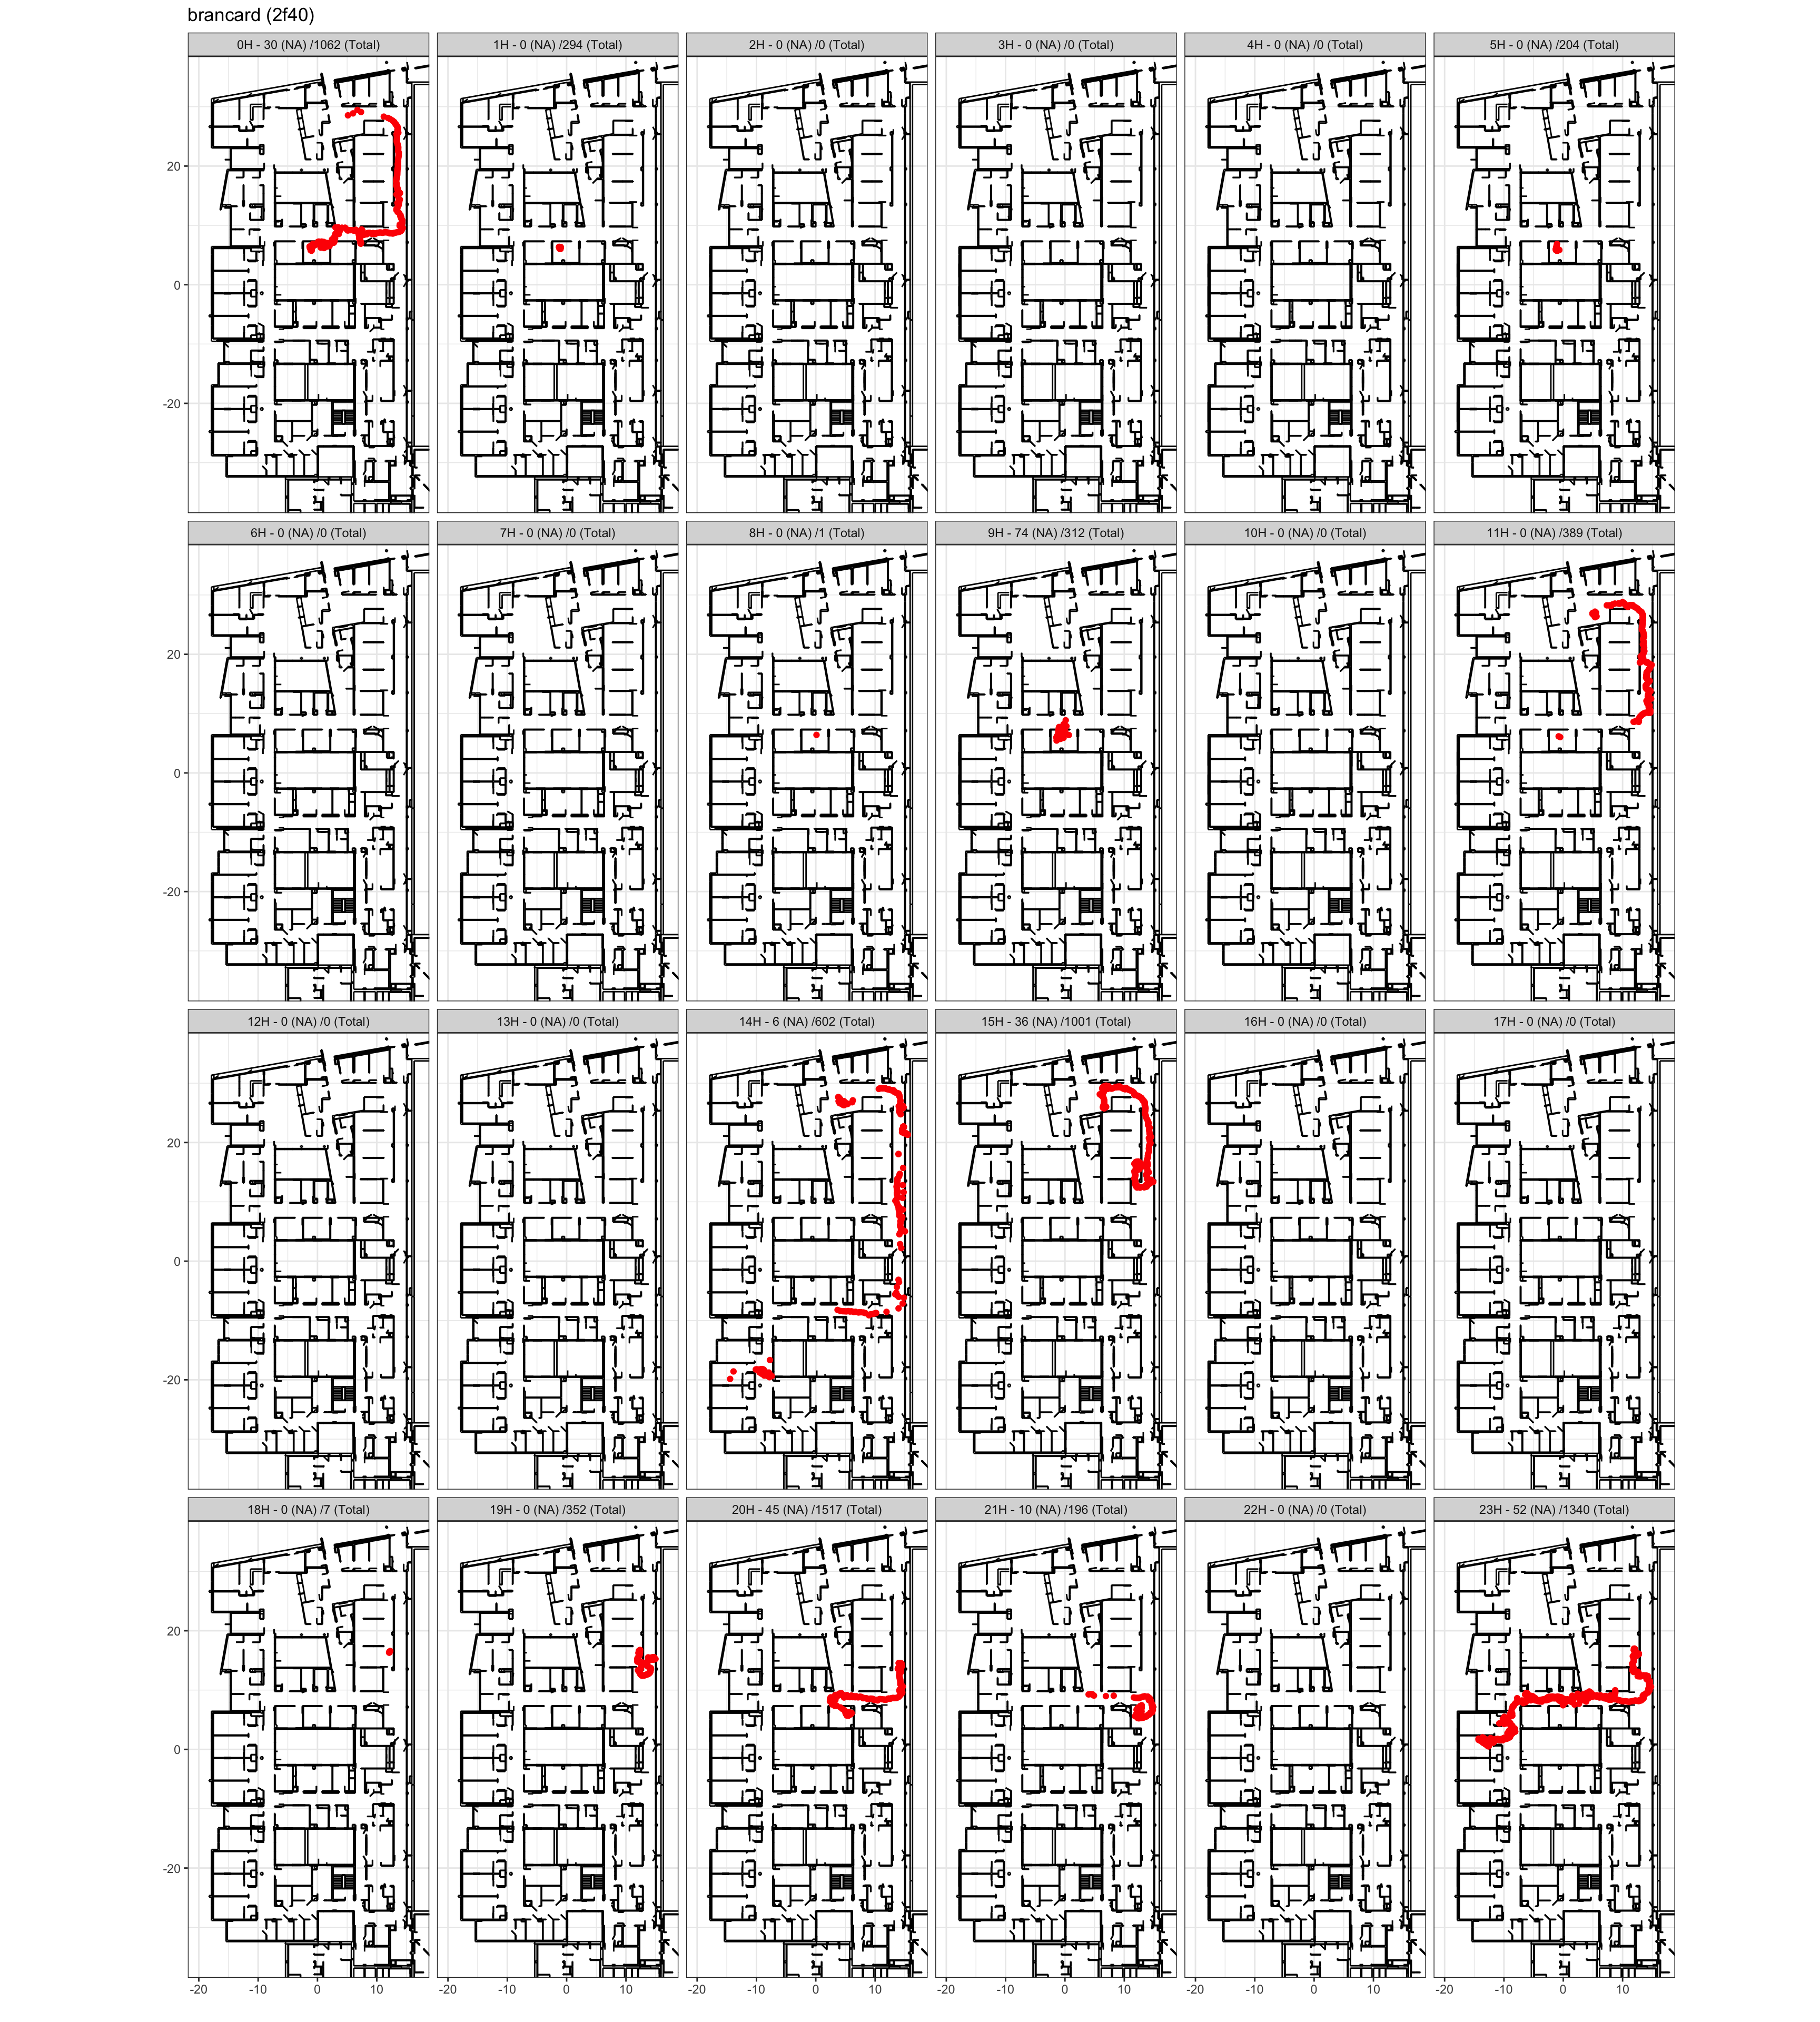 brancard (2f40)
0H - 30 (NA) /1062 (Total)
1H - 0 (NA) /294 (Total)
2H - 0 (NA) /0 (Total)
3H - 0 (NA) /0 (Total)
4H - 0 (NA) /0 (Total)
5H - 0 (NA) /204 (Total)
20
0
-20
6H - 0 (NA) /0 (Total)
7H - 0 (NA) /0 (Total)
8H - 0 (NA) /1 (Total)
9H - 74 (NA) /312 (Total)
10H - 0 (NA) /0 (Total)
11H - 0 (NA) /389 (Total)
20
0
-20
12H - 0 (NA) /0 (Total)
13H - 0 (NA) /0 (Total)
14H - 6 (NA) /602 (Total)
15H - 36 (NA) /1001 (Total)
16H - 0 (NA) /0 (Total)
17H - 0 (NA) /0 (Total)
20
0
-20
18H - 0 (NA) /7 (Total)
19H - 0 (NA) /352 (Total)
20H - 45 (NA) /1517 (Total)
21H - 10 (NA) /196 (Total)
22H - 0 (NA) /0 (Total)
23H - 52 (NA) /1340 (Total)
20
0
-20
-20 -10 0 10
-20 -10 0 10
-20 -10 0 10
-20 -10 0 10
-20 -10 0 10
-20 -10 0 10